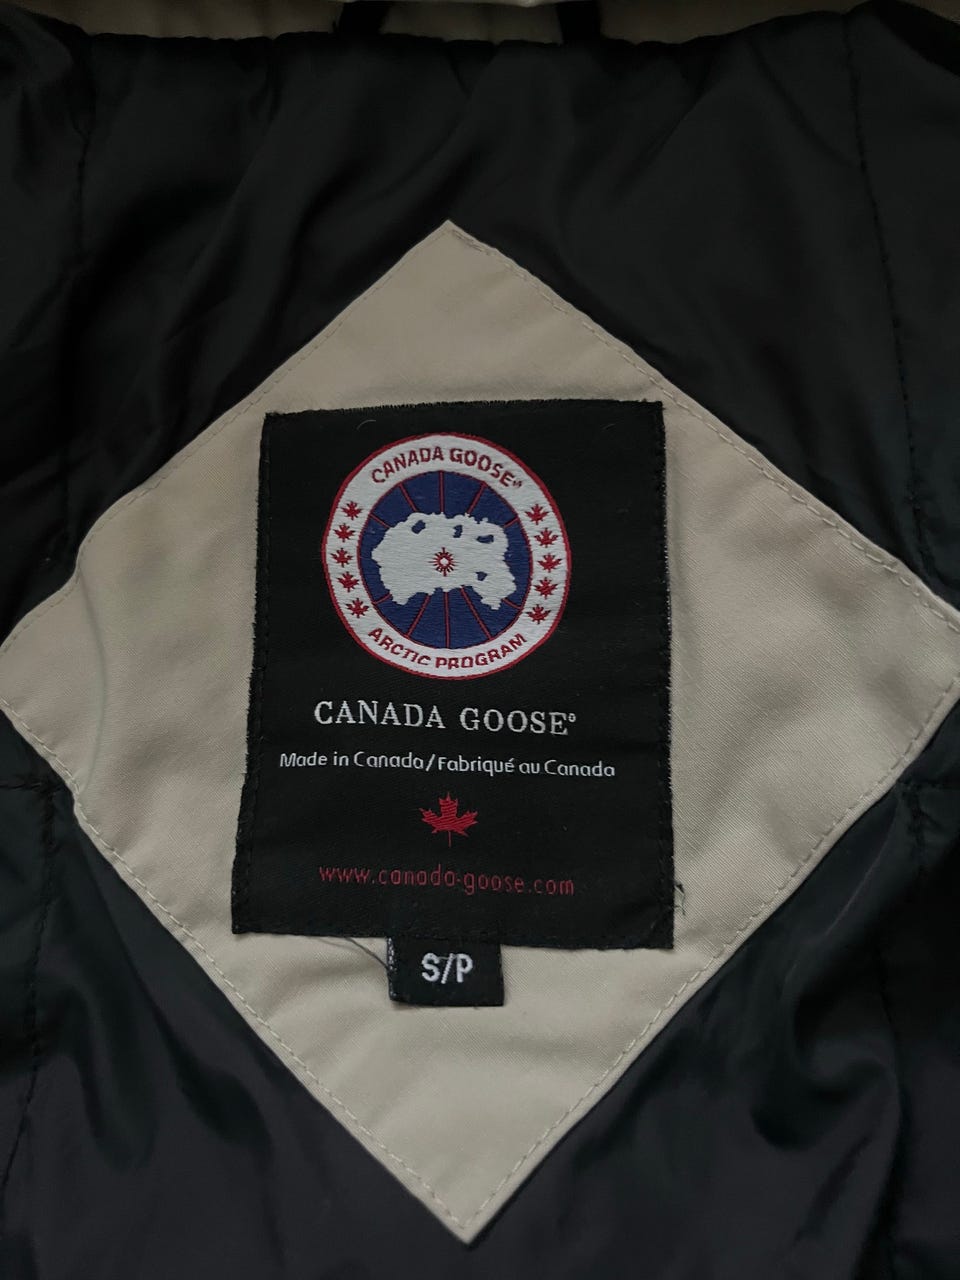 CANADA GOOSE®
ARCTIC PROGRAM
CANADA GOOSE®
Made in Canada/Fabriqué au Canada
www.canada-goose.com
S/P